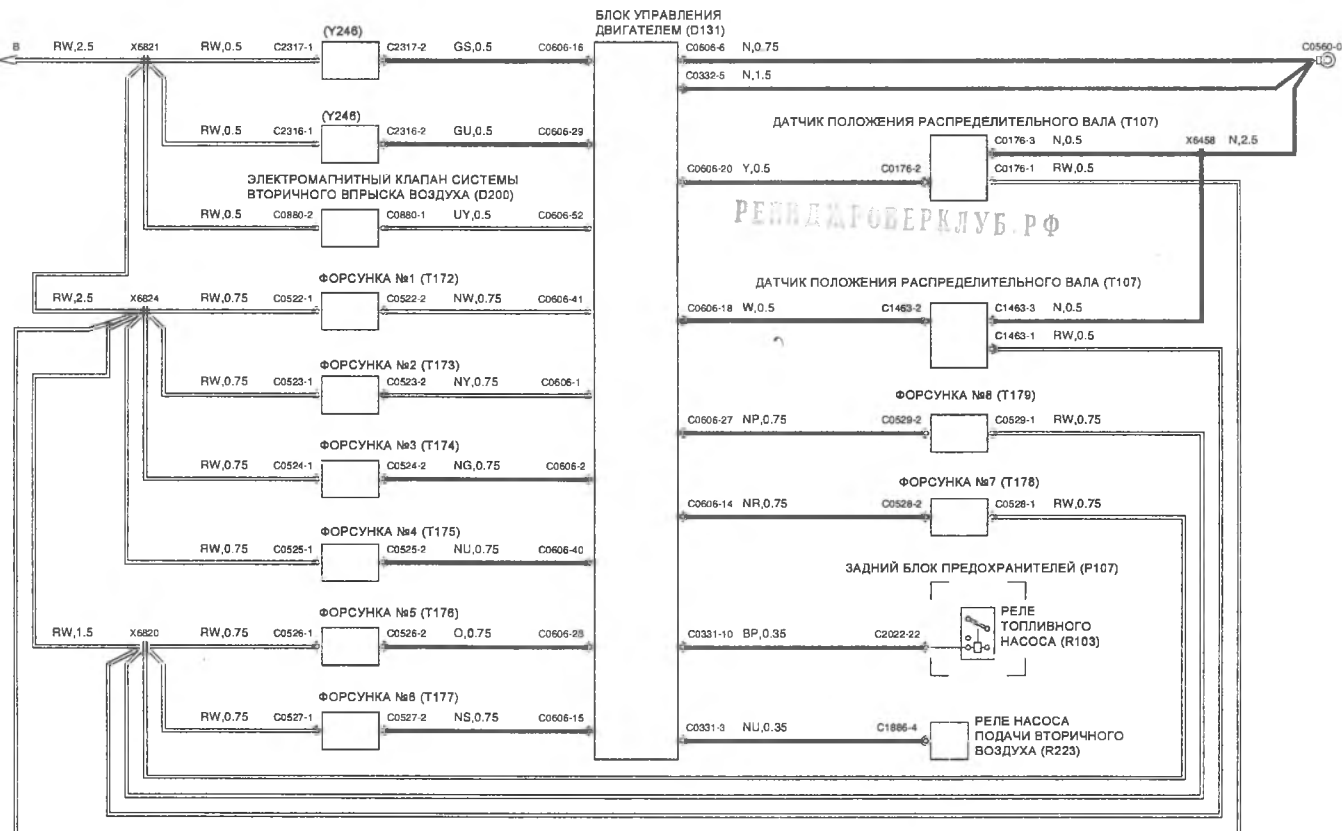 БЛОК УПРАВЛЕНИЯ
ДВИГАТЕЛЕМ (D131)
B RW,2.5 X6821 RW,0.5 C2317-1 (Y246) C2317-2 GS,0.5 C0606-16
C0606-6 N,0.75 C0560-0
C0332-5 N,1.5
RW,0.5 C2316-1 (Y246) C2316-2 GU,0.5 C0606-29
ДАТЧИК ПОЛОЖЕНИЯ РАСПРЕДЕЛИТЕЛЬНОГО ВАЛА (T107)
C0176-3 N,0.5 X6458 N,2.5
C0606-20 Y,0.5 C0176-2 C0176-1 RW,0.5
ЭЛЕКТРОМАГНИТНЫЙ КЛАПАН СИСТЕМЫ
ВТОРИЧНОГО ВПРЫСКА ВОЗДУХА (D200)
RW,0.5 C0880-2 C0880-1 UY,0.5 C0606-52
РЕЙНДЖРОВЕРКЛУБ.РФ
ФОРСУНКА №1 (T172)
RW,2.5 X6824 RW,0.75 C0522-1 C0522-2 NW,0.75 C0606-41
ДАТЧИК ПОЛОЖЕНИЯ РАСПРЕДЕЛИТЕЛЬНОГО ВАЛА (T107)
C0606-18 W,0.5 C1463-2 C1463-3 N,0.5
C1463-1 RW,0.5
ФОРСУНКА №2 (T173)
RW,0.75 C0523-1 C0523-2 NY,0.75 C0606-1
ФОРСУНКА №8 (T179)
C0606-27 NP,0.75 C0529-2 C0529-1 RW,0.75
ФОРСУНКА №3 (T174)
RW,0.75 C0524-1 C0524-2 NG,0.75 C0606-2
ФОРСУНКА №7 (T178)
C0606-14 NR,0.75 C0528-2 C0528-1 RW,0.75
ФОРСУНКА №4 (T175)
RW,0.75 C0525-1 C0525-2 NU,0.75 C0606-40
ЗАДНИЙ БЛОК ПРЕДОХРАНИТЕЛЕЙ (P107)
РЕЛЕ
ТОПЛИВНОГО
НАСОСА (R103)
C0331-10 BP,0.35 C2022-22
ФОРСУНКА №5 (T176)
RW,1.5 X6820 RW,0.75 C0526-1 C0526-2 O,0.75 C0606-28
ФОРСУНКА №6 (T177)
RW,0.75 C0527-1 C0527-2 NS,0.75 C0606-15
C0331-3 NU,0.35 C1886-4
РЕЛЕ НАСОСА
ПОДАЧИ ВТОРИЧНОГО
ВОЗДУХА (R223)